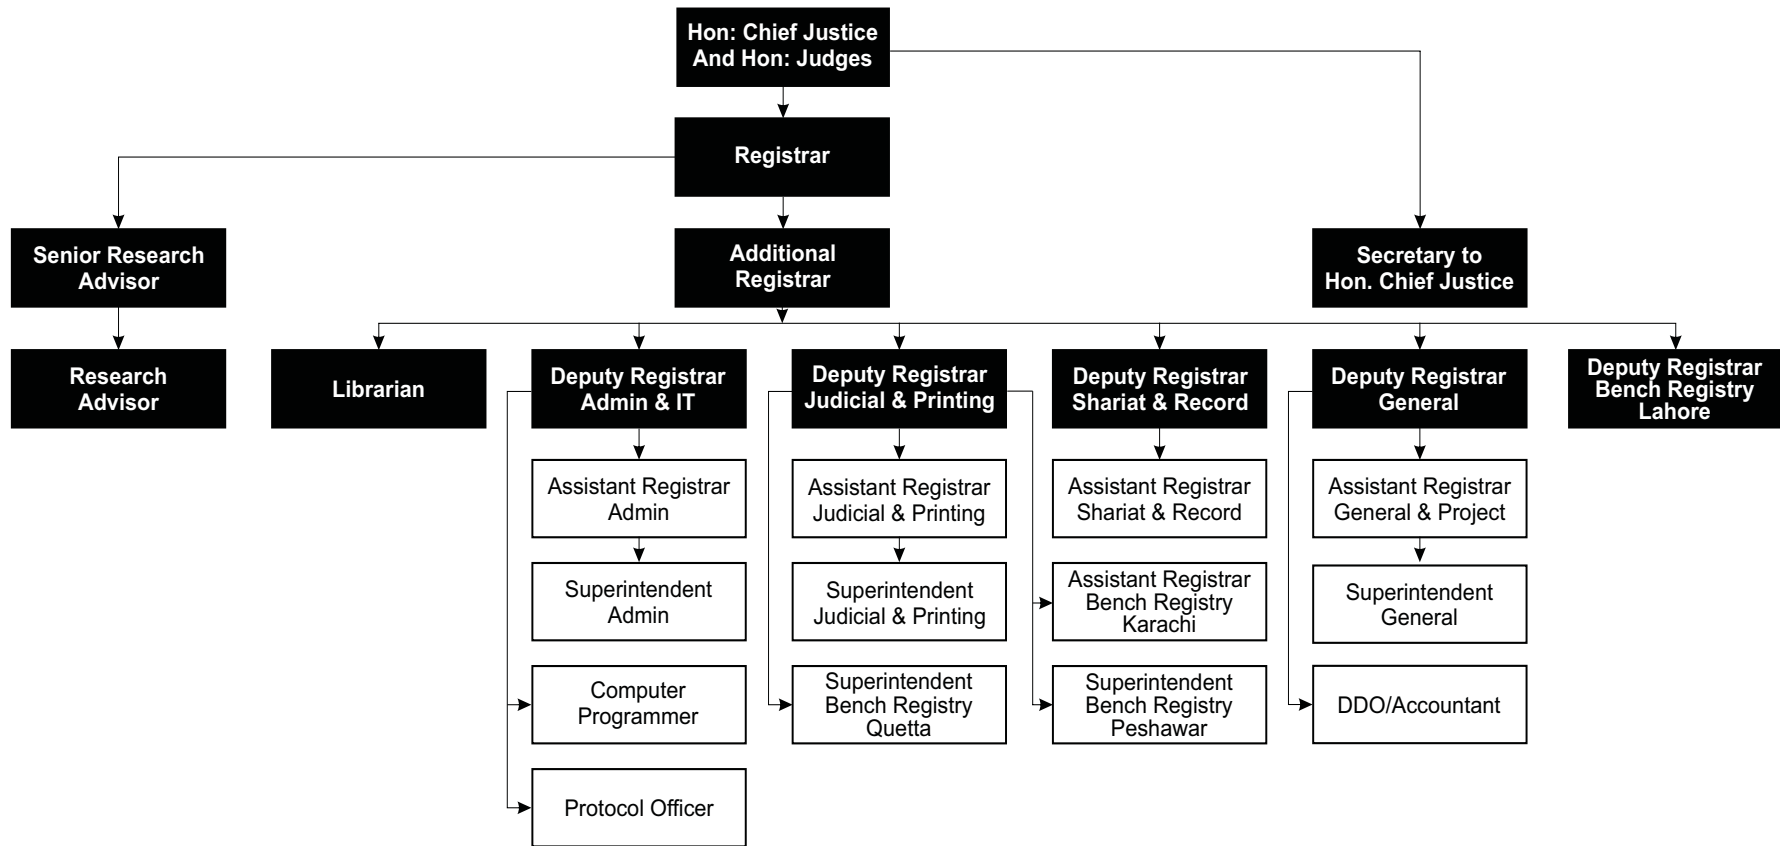 Hon: Chief Justice
And Hon: Judges
Registrar
Senior Research
Advisor
Additional
Registrar
Secretary to
Hon. Chief Justice
Research
Advisor
Librarian
Deputy Registrar
Admin & IT
Deputy Registrar
Judicial & Printing
Deputy Registrar
Shariat & Record
Deputy Registrar
General
Deputy Registrar
Bench Registry
Lahore
Assistant Registrar
Admin
Assistant Registrar
Judicial & Printing
Assistant Registrar
Shariat & Record
Assistant Registrar
General & Project
Superintendent
Admin
Superintendent
Judicial & Printing
Assistant Registrar
Bench Registry
Karachi
Superintendent
General
Computer
Programmer
Superintendent
Bench Registry
Quetta
Superintendent
Bench Registry
Peshawar
DDO/Accountant
Protocol Officer